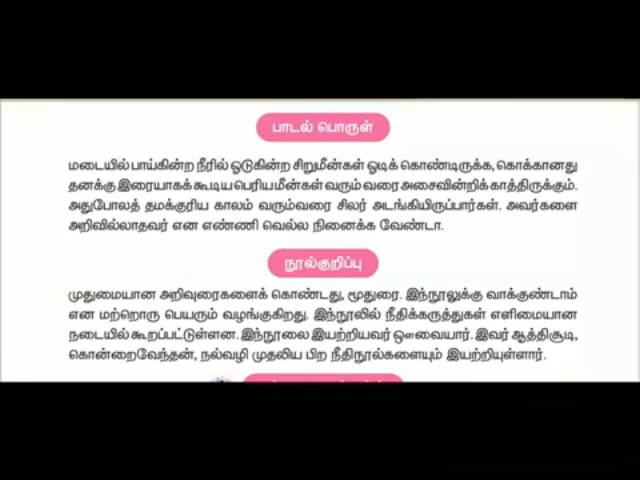 பாடல் பொருள்
மடையில் பாய்கின்ற நீரில் ஓடுகின்ற சிறுமீன்கள் ஓடிக் கொண்டிருக்க, கொக்கானது
தனக்கு இரையாகக் கூடிய பெரிய மீன்கள் வரும் வரை அசைவின்றிக் காத்திருக்கும்.
அதுபோலத் தமக்குரிய காலம் வரும்வரை சிலர் அடங்கியிருப்பார்கள். அவர்களை
அறிவில்லாதவர் என எண்ணி வெல்ல நினைக்க வேண்டா.
நூல்குறிப்பு
முதுமையான அறிவுரைகளைக் கொண்டது, மூதுரை. இந்நூலுக்கு வாக்குண்டாம்
என மற்றொரு பெயரும் வழங்குகிறது. இந்நூலில் நீதிக்கருத்துகள் எளிமையான
நடையில் கூறப்பட்டுள்ளன. இந்நூலை இயற்றியவர் ஔவையார். இவர் ஆத்திசூடி,
கொன்றைவேந்தன், நல்வழி முதலிய பிற நீதிநூல்களையும் இயற்றியுள்ளார்.